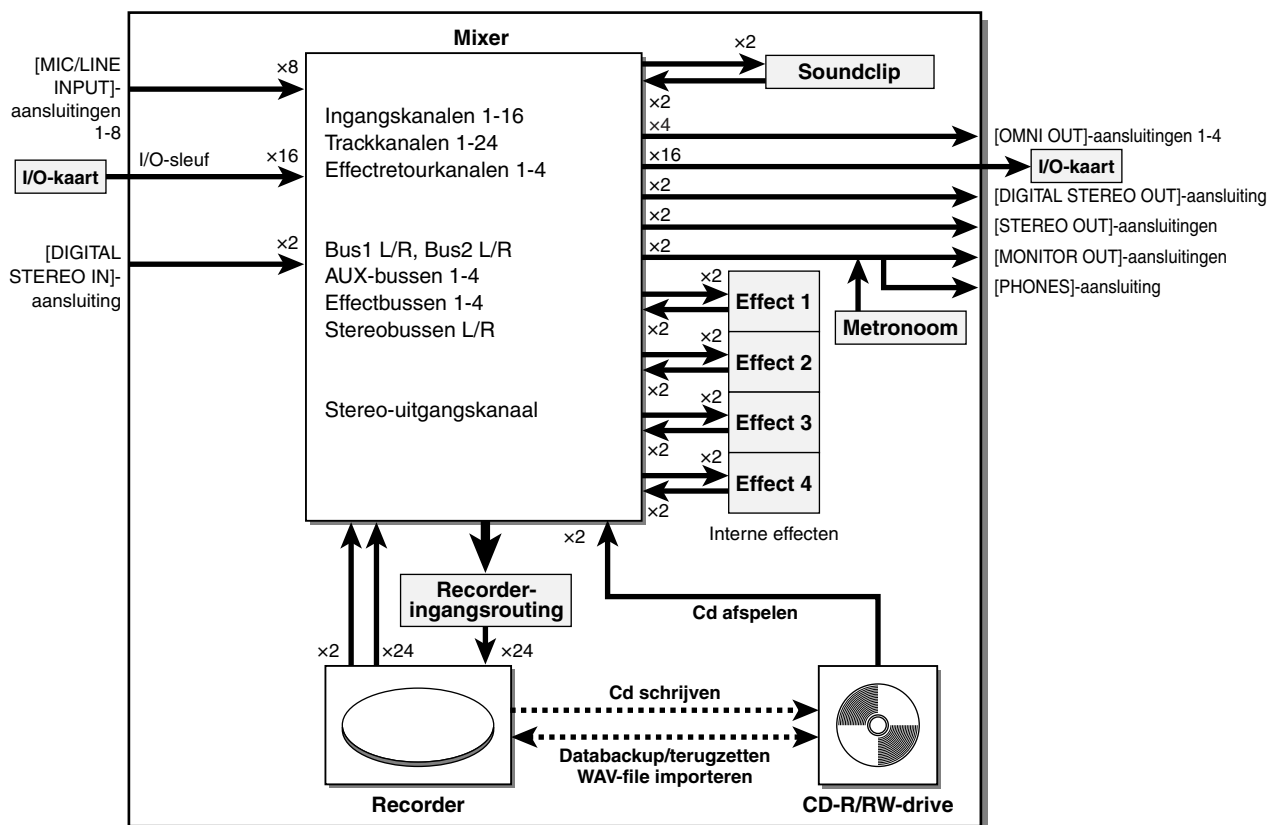 Mixer
[MIC/LINE
INPUT]-
aansluitingen
1-8
×8
I/O-kaart
I/O-sleuf
×16
[DIGITAL
STEREO IN]-
aansluiting
×2
Ingangskanalen 1-16
Trackkanalen 1-24
Effectretourkanalen 1-4
Bus1 L/R, Bus2 L/R
AUX-bussen 1-4
Effectbussen 1-4
Stereobussen L/R
Stereo-uitgangskanaal
×2
Soundclip
×2
×4
[OMNI OUT]-aansluitingen 1-4
×16
I/O-kaart
×2
[DIGITAL STEREO OUT]-aansluiting
×2
[STEREO OUT]-aansluitingen
×2
[MONITOR OUT]-aansluitingen
[PHONES]-aansluiting
Metronoom
×2
Effect 1
×2
×2
Effect 2
×2
×2
Effect 3
×2
×2
Effect 4
×2
Interne effecten
×2
Recorder-
ingangsrouting
Cd afspelen
×2
×24
×24
Cd schrijven
Databackup/terugzetten
WAV-file importeren
Recorder
CD-R/RW-drive